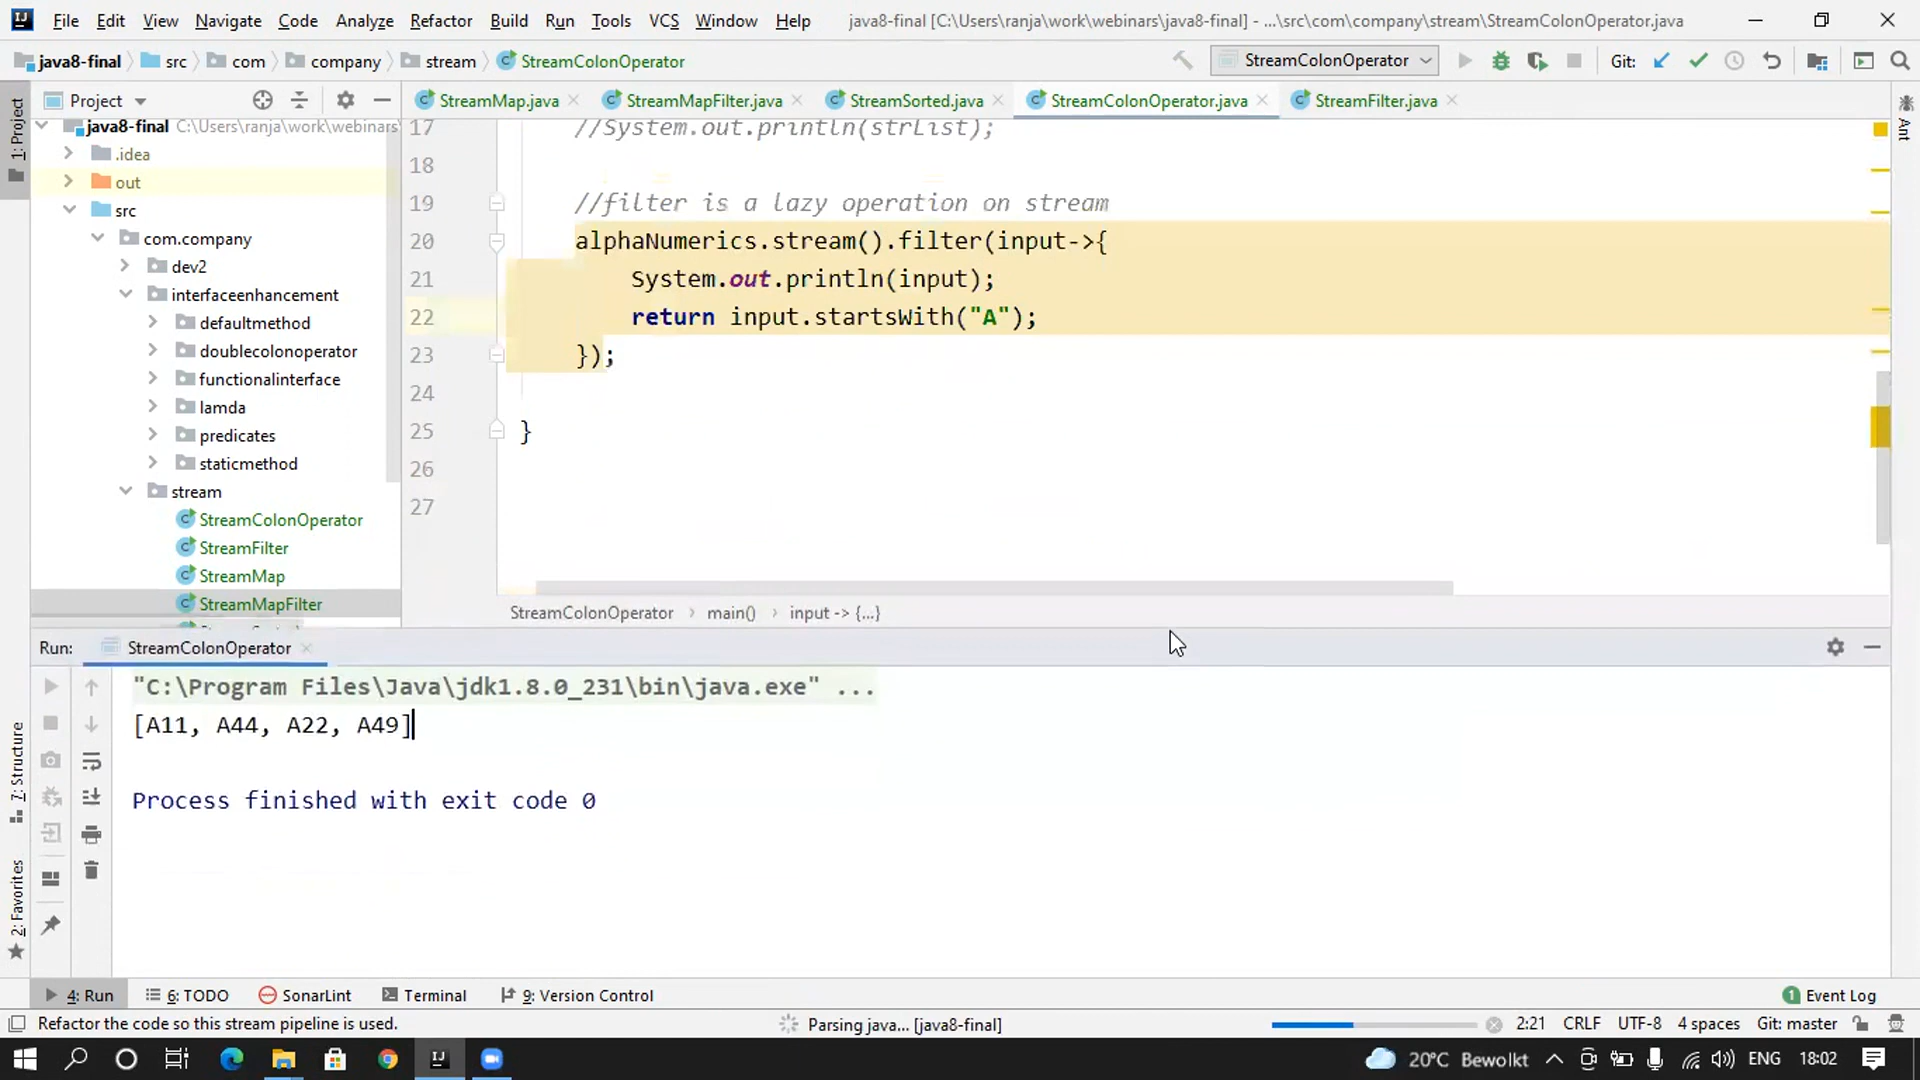 File Edit View Navigate Code Analyze Refactor Build Run Tools VCS Window Help java8-final [C:\Users\ranja\work\webinars\java8-final] - ...\src\com\company\stream\StreamColonOperator.java
java8-final src com company stream StreamColonOperator StreamColonOperator Git:
1: Project
Project
StreamMap.java StreamMapFilter.java StreamSorted.java StreamColonOperator.java StreamFilter.java
Ant
java8-final C:\Users\ranja\work\webinars
.idea
out
src
com.company
dev2
interfaceenhancement
defaultmethod
doublecolonoperator
functionalinterface
lamda
predicates
staticmethod
stream
StreamColonOperator
StreamFilter
StreamMap
StreamMapFilter
17 //System.out.println(strList);
18
19 //filter is a lazy operation on stream
20 alphaNumerics.stream().filter(input->{
21 System.out.println(input);
22 return input.startsWith("A");
23 });
24
25 }
26
27
StreamColonOperator main() input -> {...}
Run: StreamColonOperator
"C:\Program Files\Java\jdk1.8.0_231\bin\java.exe" ...
[A11, A44, A22, A49]
Process finished with exit code 0
7: Structure
2: Favorites
4: Run 6: TODO SonarLint Terminal 9: Version Control 1 Event Log
Refactor the code so this stream pipeline is used. Parsing java... [java8-final] 2:21 CRLF UTF-8 4 spaces Git: master
20°C Bewolkt ENG 18:02